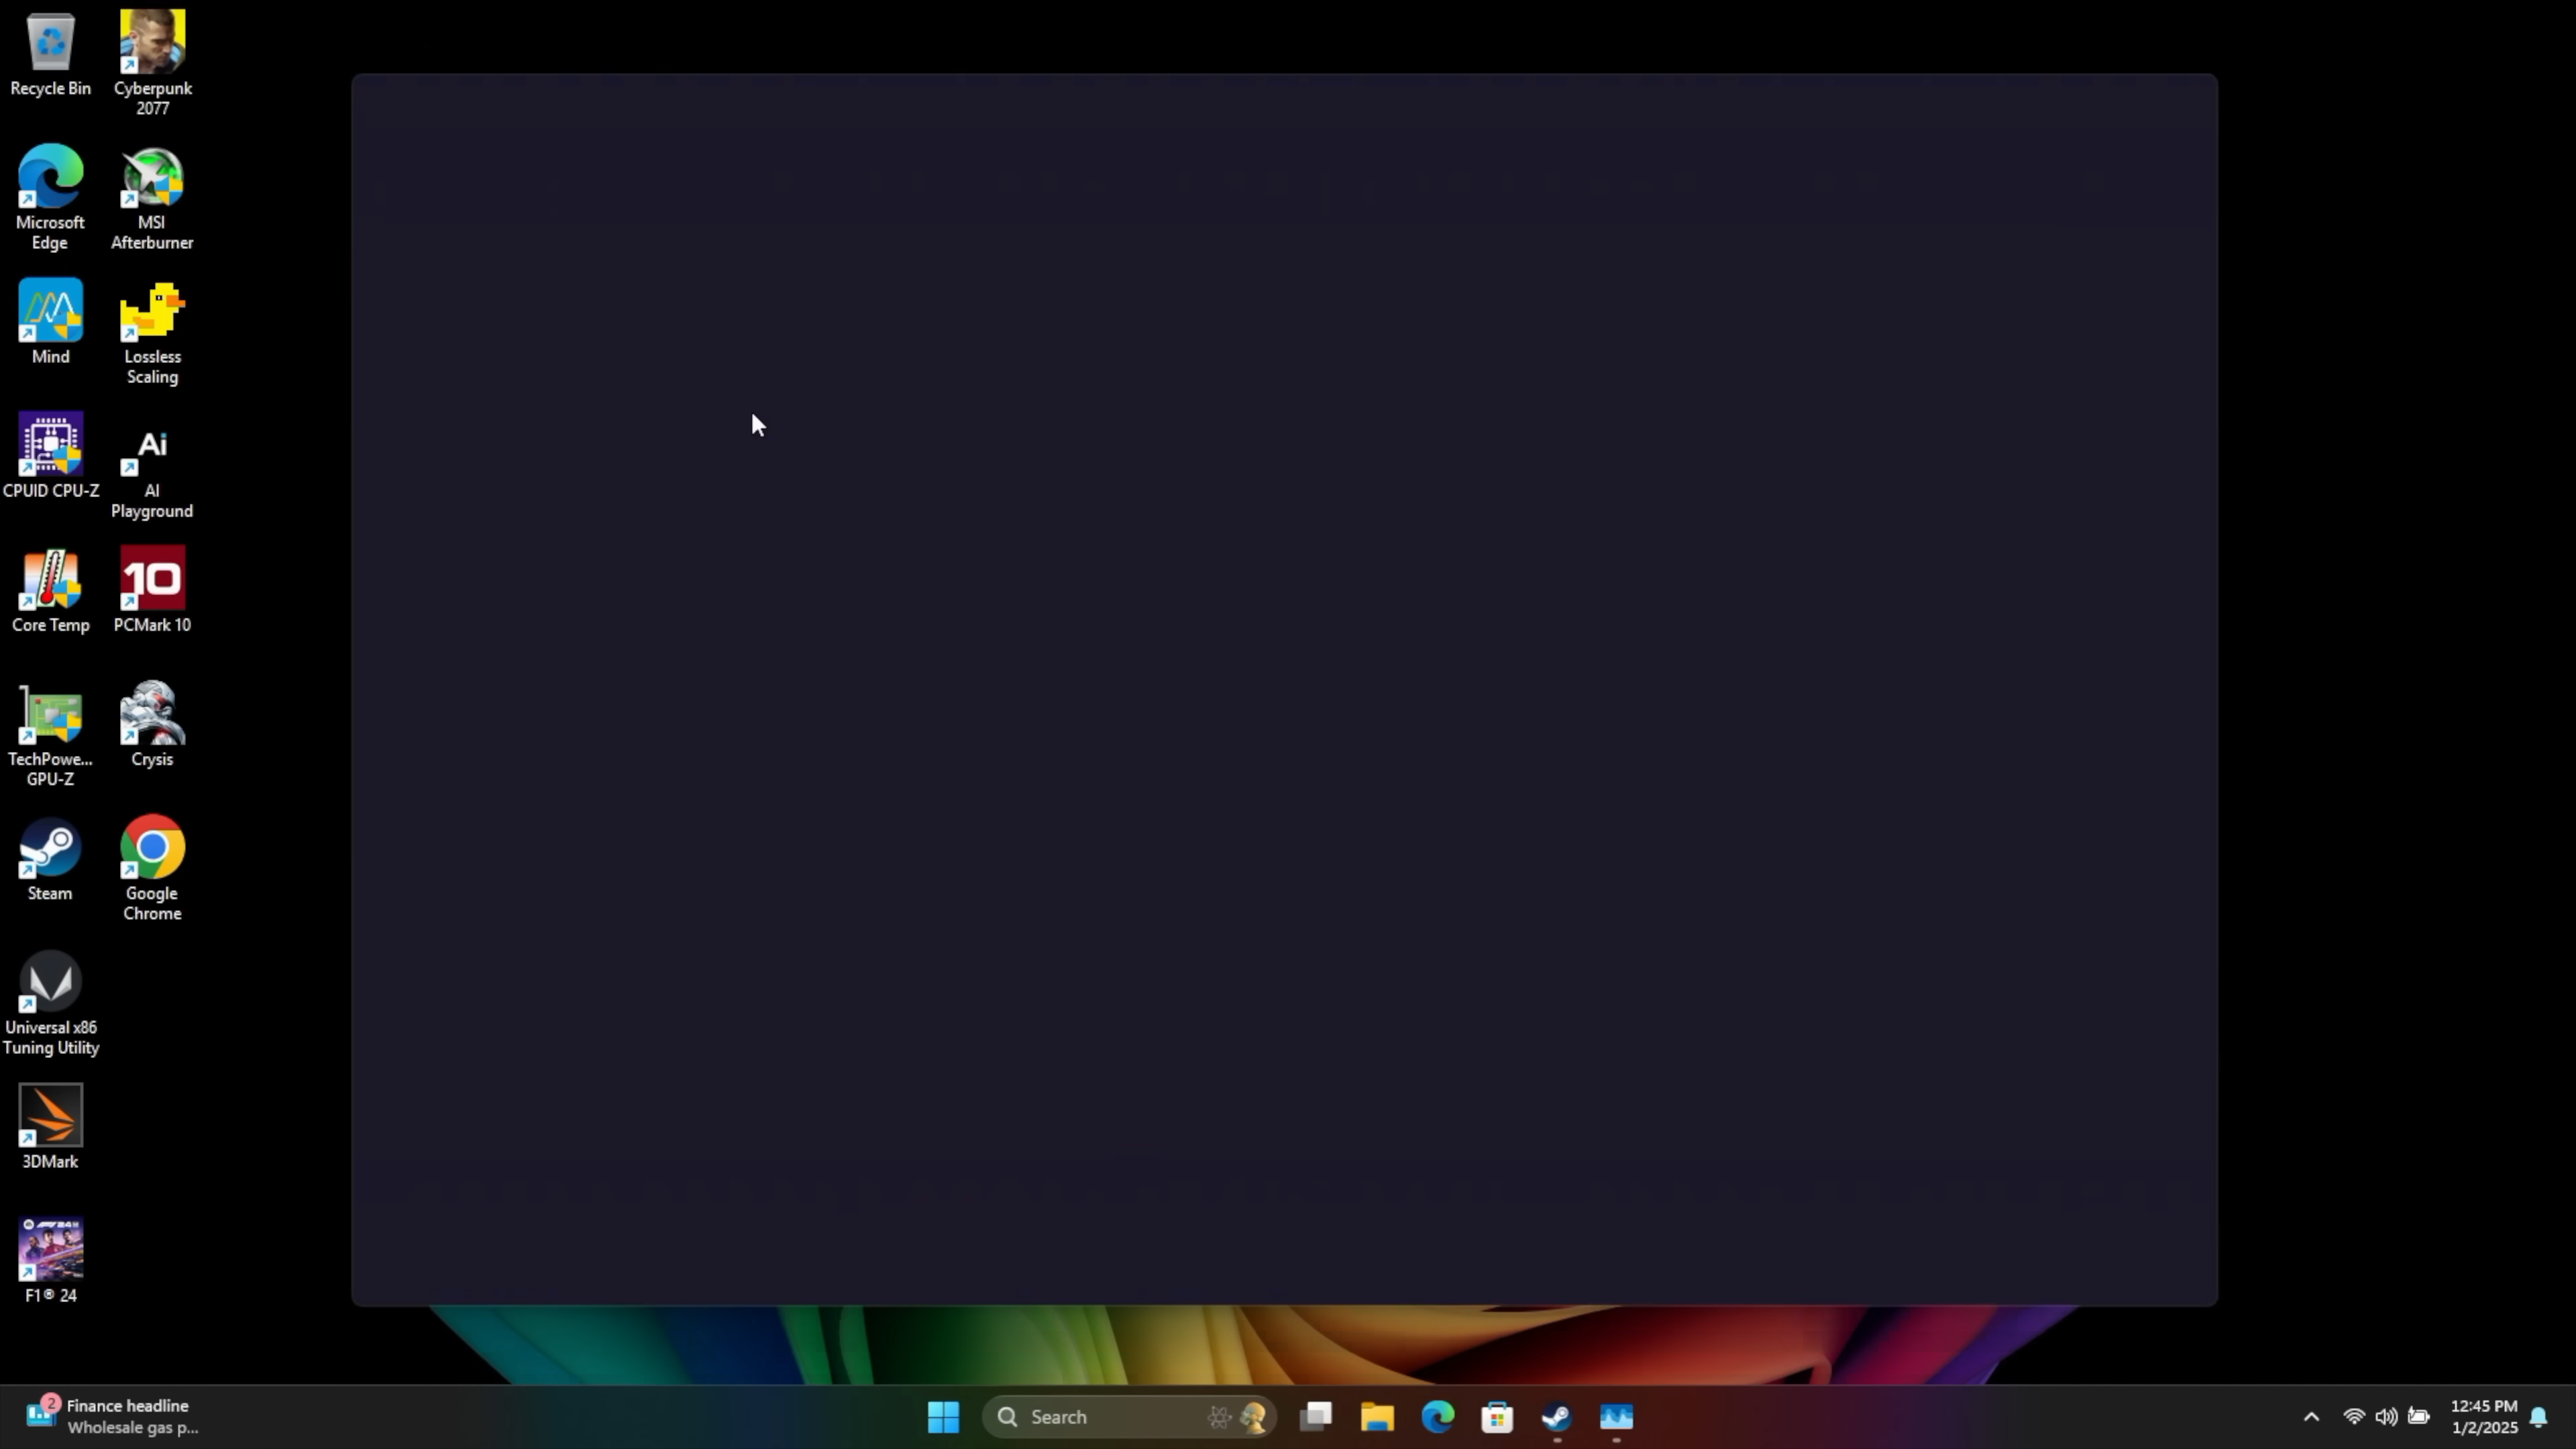 Recycle Bin
Cyberpunk
2077
Microsoft
Edge
MSI
Afterburner
Mind
Lossless
Scaling
CPUID CPU-Z
Ai
AI
Playground
Core Temp
10
PCMark 10
TechPowe...
GPU-Z
Crysis
Steam
Google
Chrome
Universal x86
Tuning Utility
3DMark
F1® 24
2
Finance headline
Wholesale gas p...
Search
12:45 PM
1/2/2025